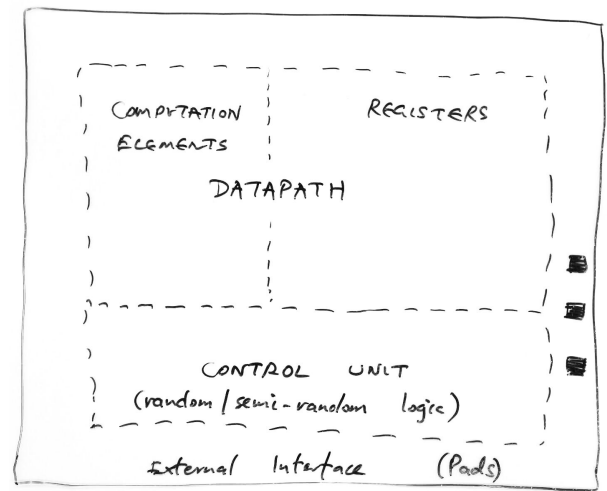 COMPUTATION
ELEMENTS
REGISTERS
DATAPATH
CONTROL UNIT
(random/semi-random logic)
External Interface (Pads)